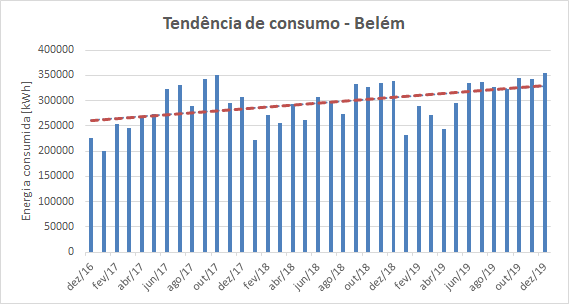 Tendência de consumo - Belém
Energia consumida [kWh]
400000
350000
300000
250000
200000
150000
100000
50000
0
dez/16
fev/17
abr/17
jun/17
ago/17
out/17
dez/17
fev/18
abr/18
jun/18
ago/18
out/18
dez/18
fev/19
abr/19
jun/19
ago/19
out/19
dez/19